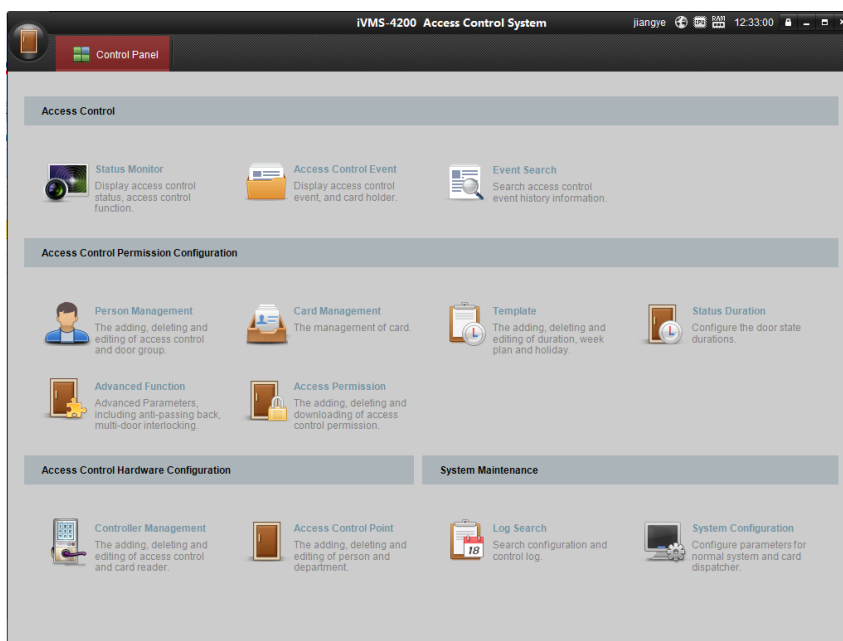 iVMS-4200 Access Control System
jiangye CPU RAM 12:33:00
Control Panel
Access Control
Status Monitor
Display access control
status, access control
function.
Access Control Event
Display access control
event, and card holder.
Event Search
Search access control
event history information.
Access Control Permission Configuration
Person Management
The adding, deleting and
editing of access control
and door group.
Card Management
The management of card.
Template
The adding, deleting and
editing of duration, week
plan and holiday.
Status Duration
Configure the door state
durations.
Advanced Function
Advanced Parameters,
including anti-passing back,
multi-door interlocking.
Access Permission
The adding, deleting and
downloading of access
control permission.
Access Control Hardware Configuration
System Maintenance
Controller Management
The adding, deleting and
editing of access control
and card reader.
Access Control Point
The adding, deleting and
editing of person and
department.
18
Log Search
Search configuration and
control log.
System Configuration
Configure parameters for
normal system and card
dispatcher.